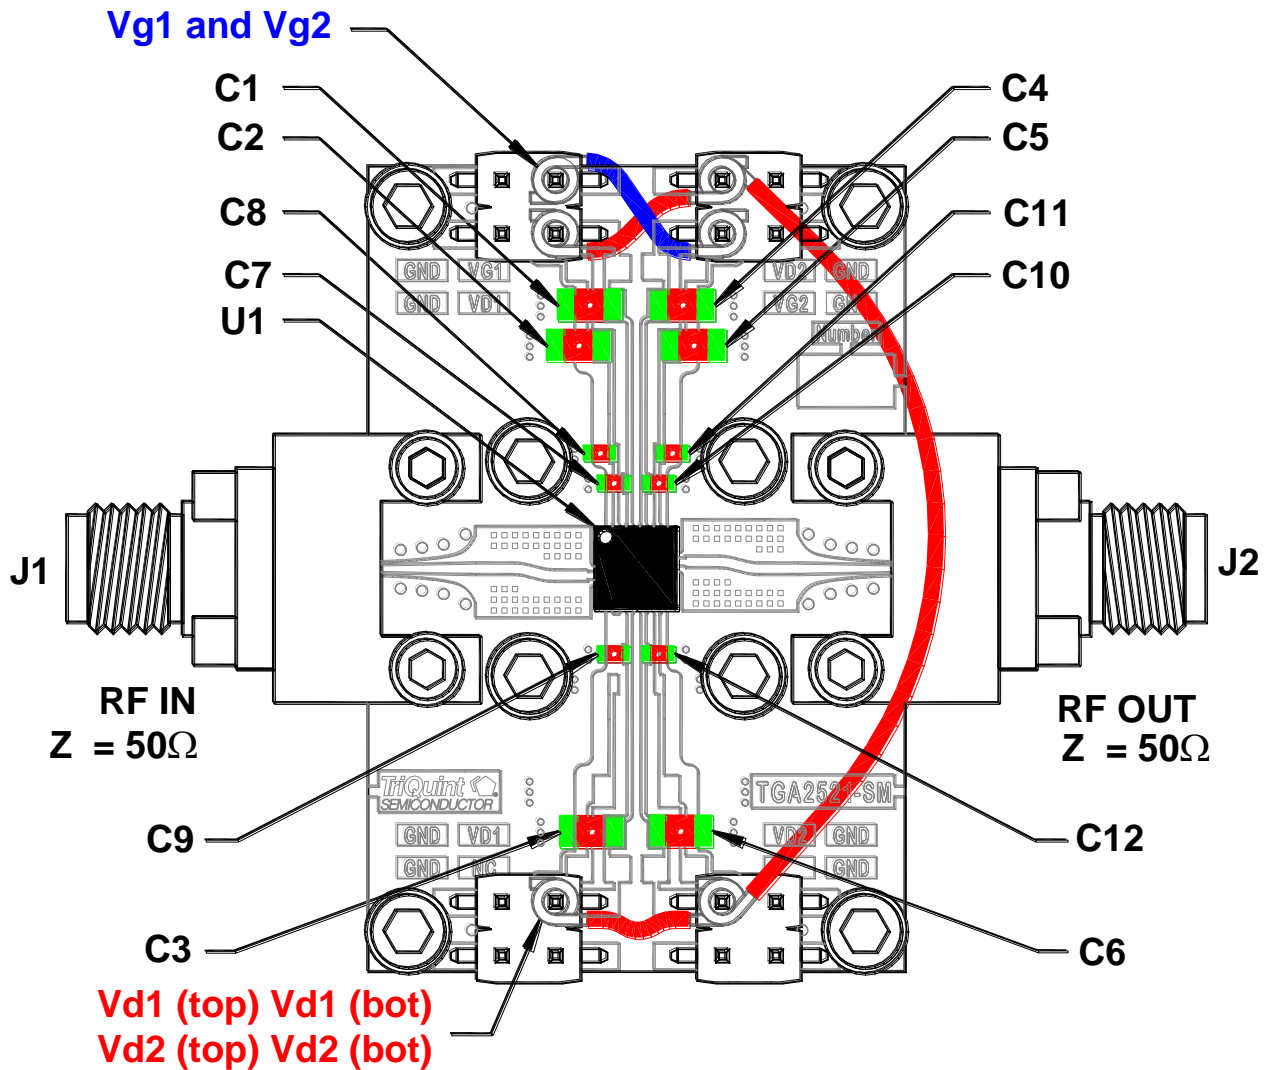 Vg1 and Vg2
C1
C4
C2
C5
C8
C11
C7
C10
U1
GND VG1
VD2 GND
GND VD1
VG2 GND
Number
J1
J2
RF IN
Z = 50Ω
RF OUT
Z = 50Ω
TriQuint
SEMICONDUCTOR
TGA2521-SM
C9
GND VD1
VD2 GND
C12
GND NC
GND
C3
C6
Vd1 (top) Vd1 (bot)
Vd2 (top) Vd2 (bot)